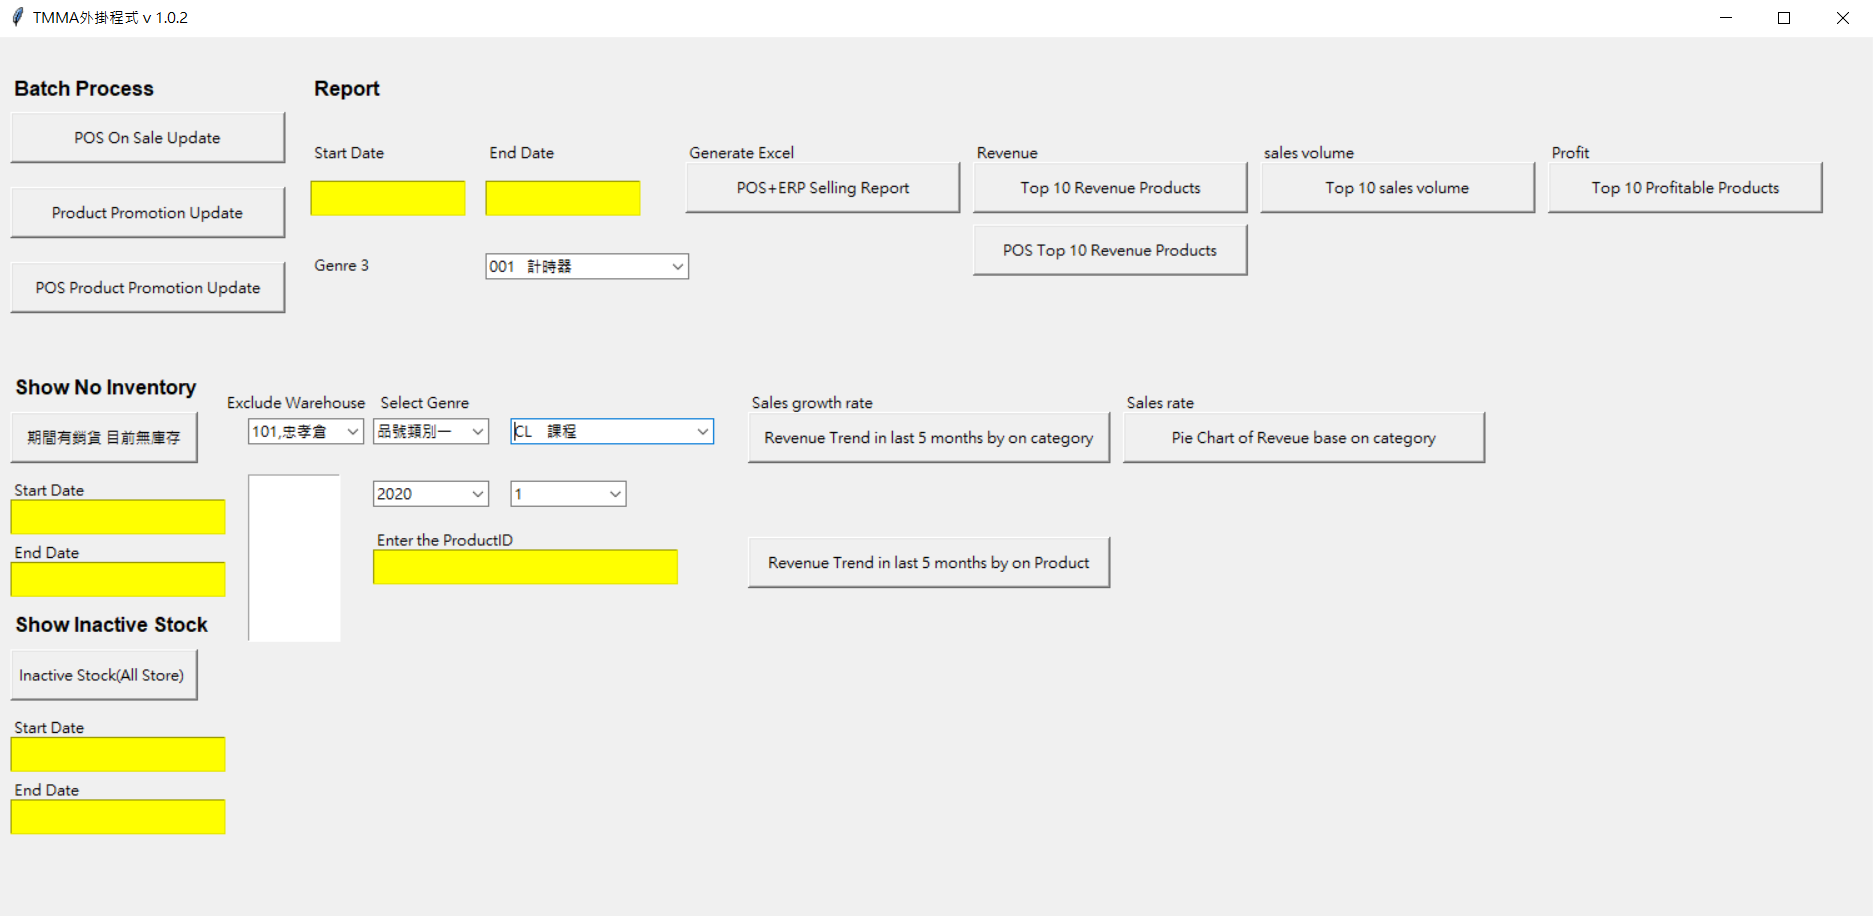 TMMA外掛程式 v 1.0.2
Batch Process
Report
POS On Sale Update
Product Promotion Update
POS Product Promotion Update
Start Date
End Date
Generate Excel
Revenue
sales volume
Profit
POS+ERP Selling Report
Top 10 Revenue Products
Top 10 sales volume
Top 10 Profitable Products
POS Top 10 Revenue Products
Genre 3
001 計時器
Show No Inventory
Exclude Warehouse
Select Genre
Sales growth rate
Sales rate
期間有銷貨 目前無庫存
101,忠孝倉
品號類別一
CL 課程
Revenue Trend in last 5 months by on category
Pie Chart of Reveue base on category
Start Date
2020
1
End Date
Enter the ProductID
Revenue Trend in last 5 months by on Product
Show Inactive Stock
Inactive Stock(All Store)
Start Date
End Date